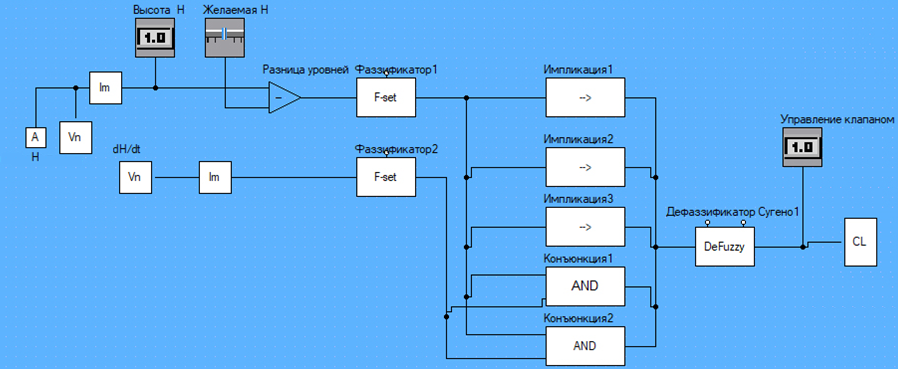 Высота Н
Желаемая Н
1.0
Разница уровней
Фаззификатор1
Импликация1
Im
–
F-set
-->
A
Н
Vn
Управление клапаном
1.0
dH/dt
Фаззификатор2
Импликация2
Vn
Im
F-set
-->
Импликация3
-->
Дефаззификатор Сугено1
DeFuzzy
CL
Конъюнкция1
AND
Конъюнкция2
AND